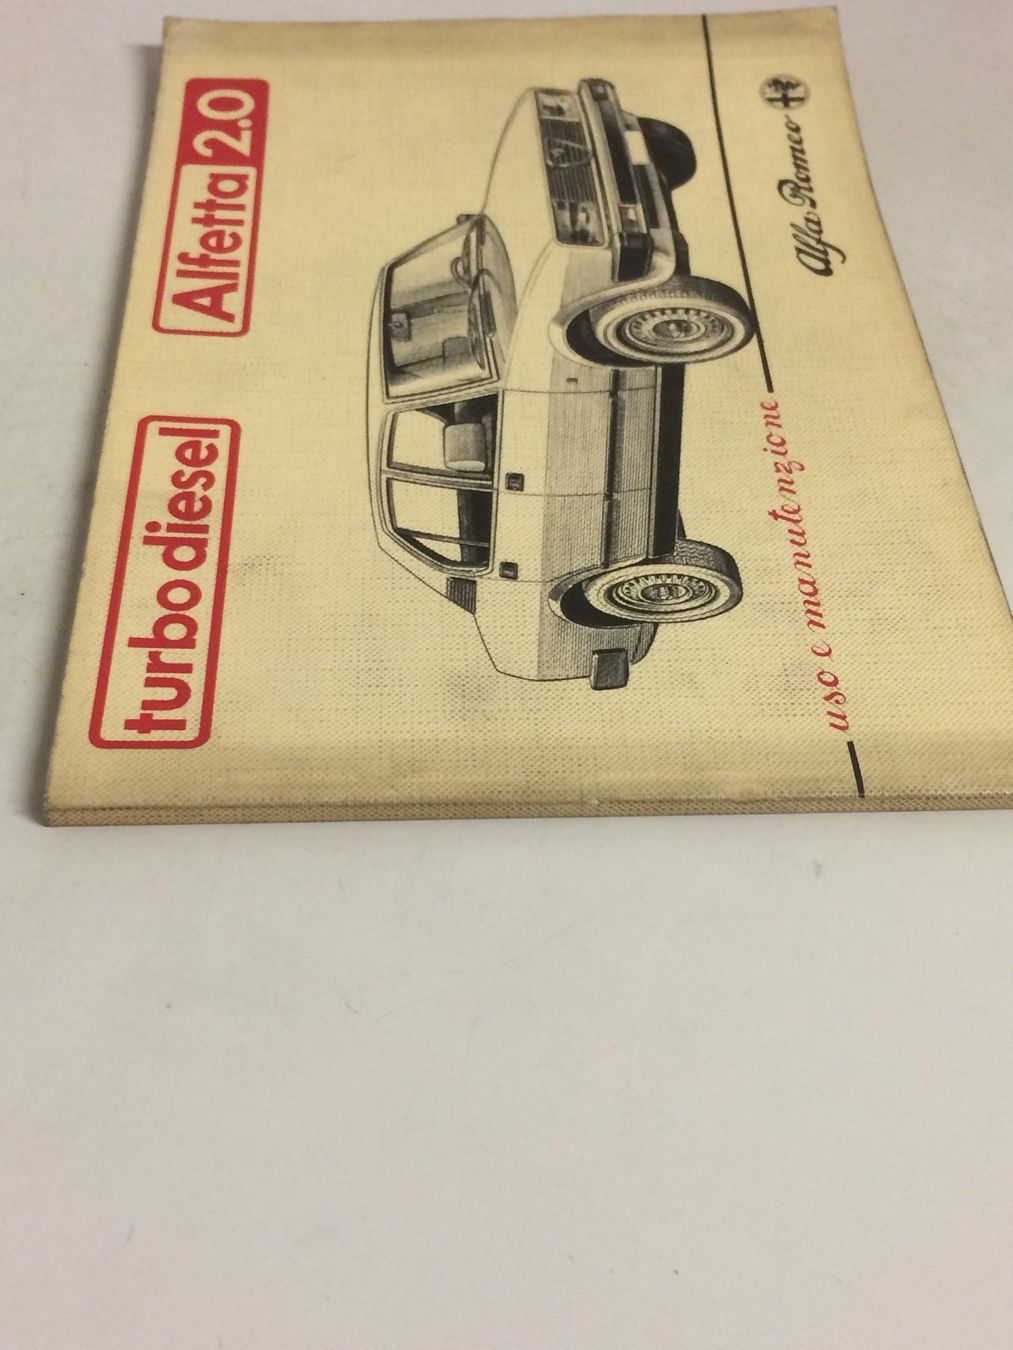 turbodiesel Alfetta 2.0
uso e manutenzione
Alfa Romeo